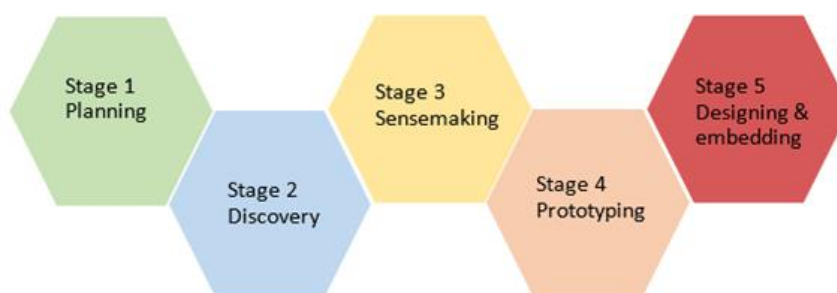 Stage 1
Planning
Stage 2
Discovery
Stage 3
Sensemaking
Stage 4
Prototyping
Stage 5
Designing &
embedding